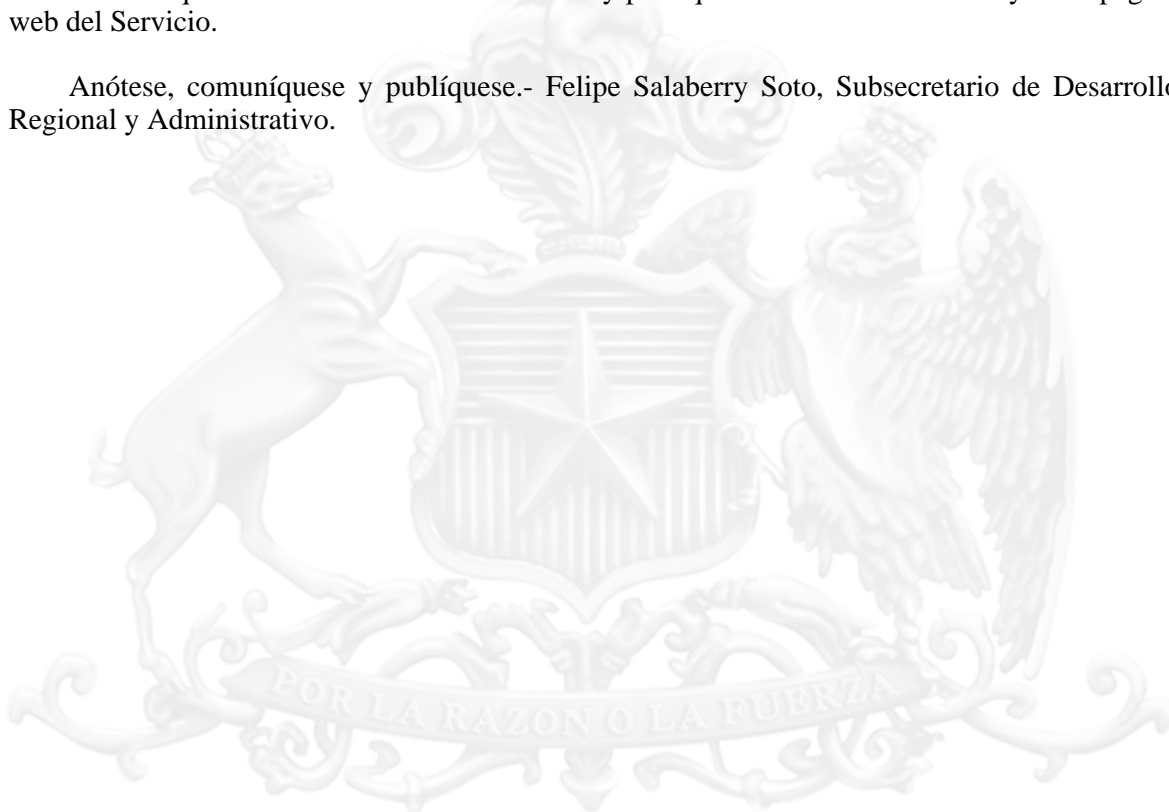 web del Servicio.
Anótese, comuníquese y publíquese.- Felipe Salaberry Soto, Subsecretario de Desarrollo
Regional y Administrativo.
POR LA RAZON O LA FUERZA